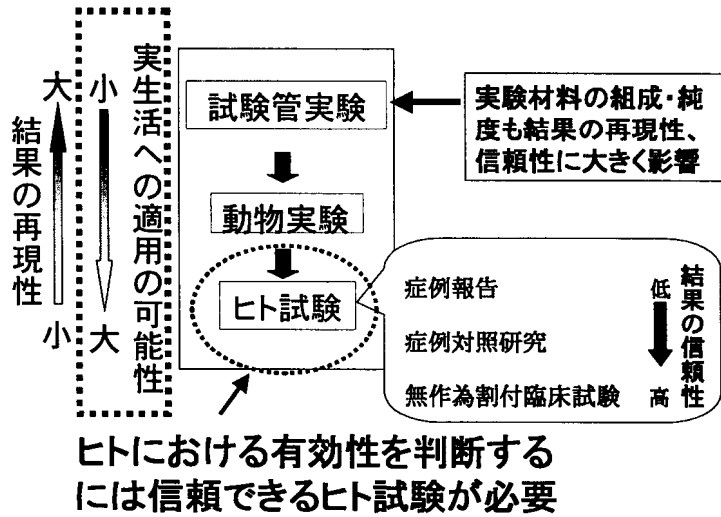 大
結果の再現性
小
小
実生活への適用の可能性
大
試験管実験
動物実験
ヒト試験
実験材料の組成・純
度も結果の再現性、
信頼性に大きく影響
症例報告
症例対照研究
無作為割付臨床試験
低
高
結果の信頼性
ヒトにおける有効性を判断する
には信頼できるヒト試験が必要